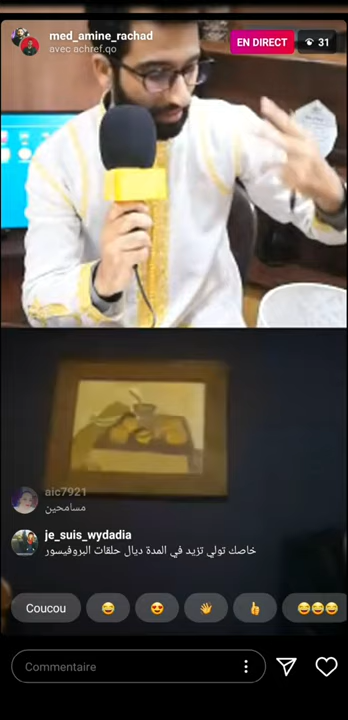 med_amine_rachad
avec achref.qo
EN DIRECT
31
aic7921
مسامحين
je_suis_wydadia
خاصك تولي تزيد في المدة ديال حلقات البروفيسور
Coucou
Commentaire